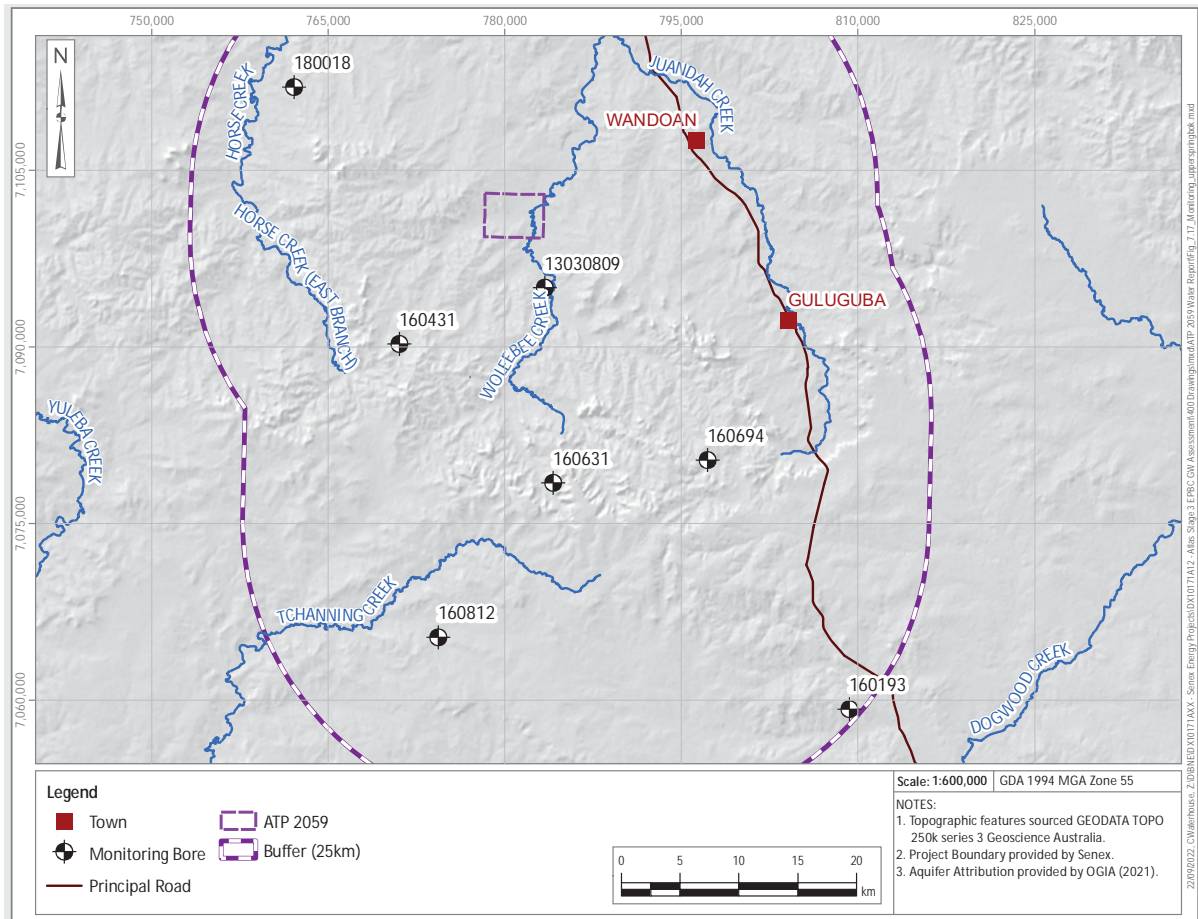 750,000
765,000
780,000
795,000
810,000
825,000
N
180018
HORSE CREEK
JUANDAH CREEK
WANDOAN
7,105,000
HORSE CREEK (EAST BRANCH)
13030809
GULUGUBA
160431
WOLEEBEE CREEK
7,090,000
YULEBA CREEK
160694
160631
7,075,000
TCHANNING CREEK
160812
160193
DOGWOOD CREEK
7,060,000
Legend
Town
Monitoring Bore
Principal Road
ATP 2059
Buffer (25km)
0 5 10 15 20
km
Scale: 1:600,000
GDA 1994 MGA Zone 55
NOTES:
1. Topographic features sourced GEODATA TOPO
250k series 3 Geoscience Australia.
2. Project Boundary provided by Senex.
3. Aquifer Attribution provided by OGIA (2021).